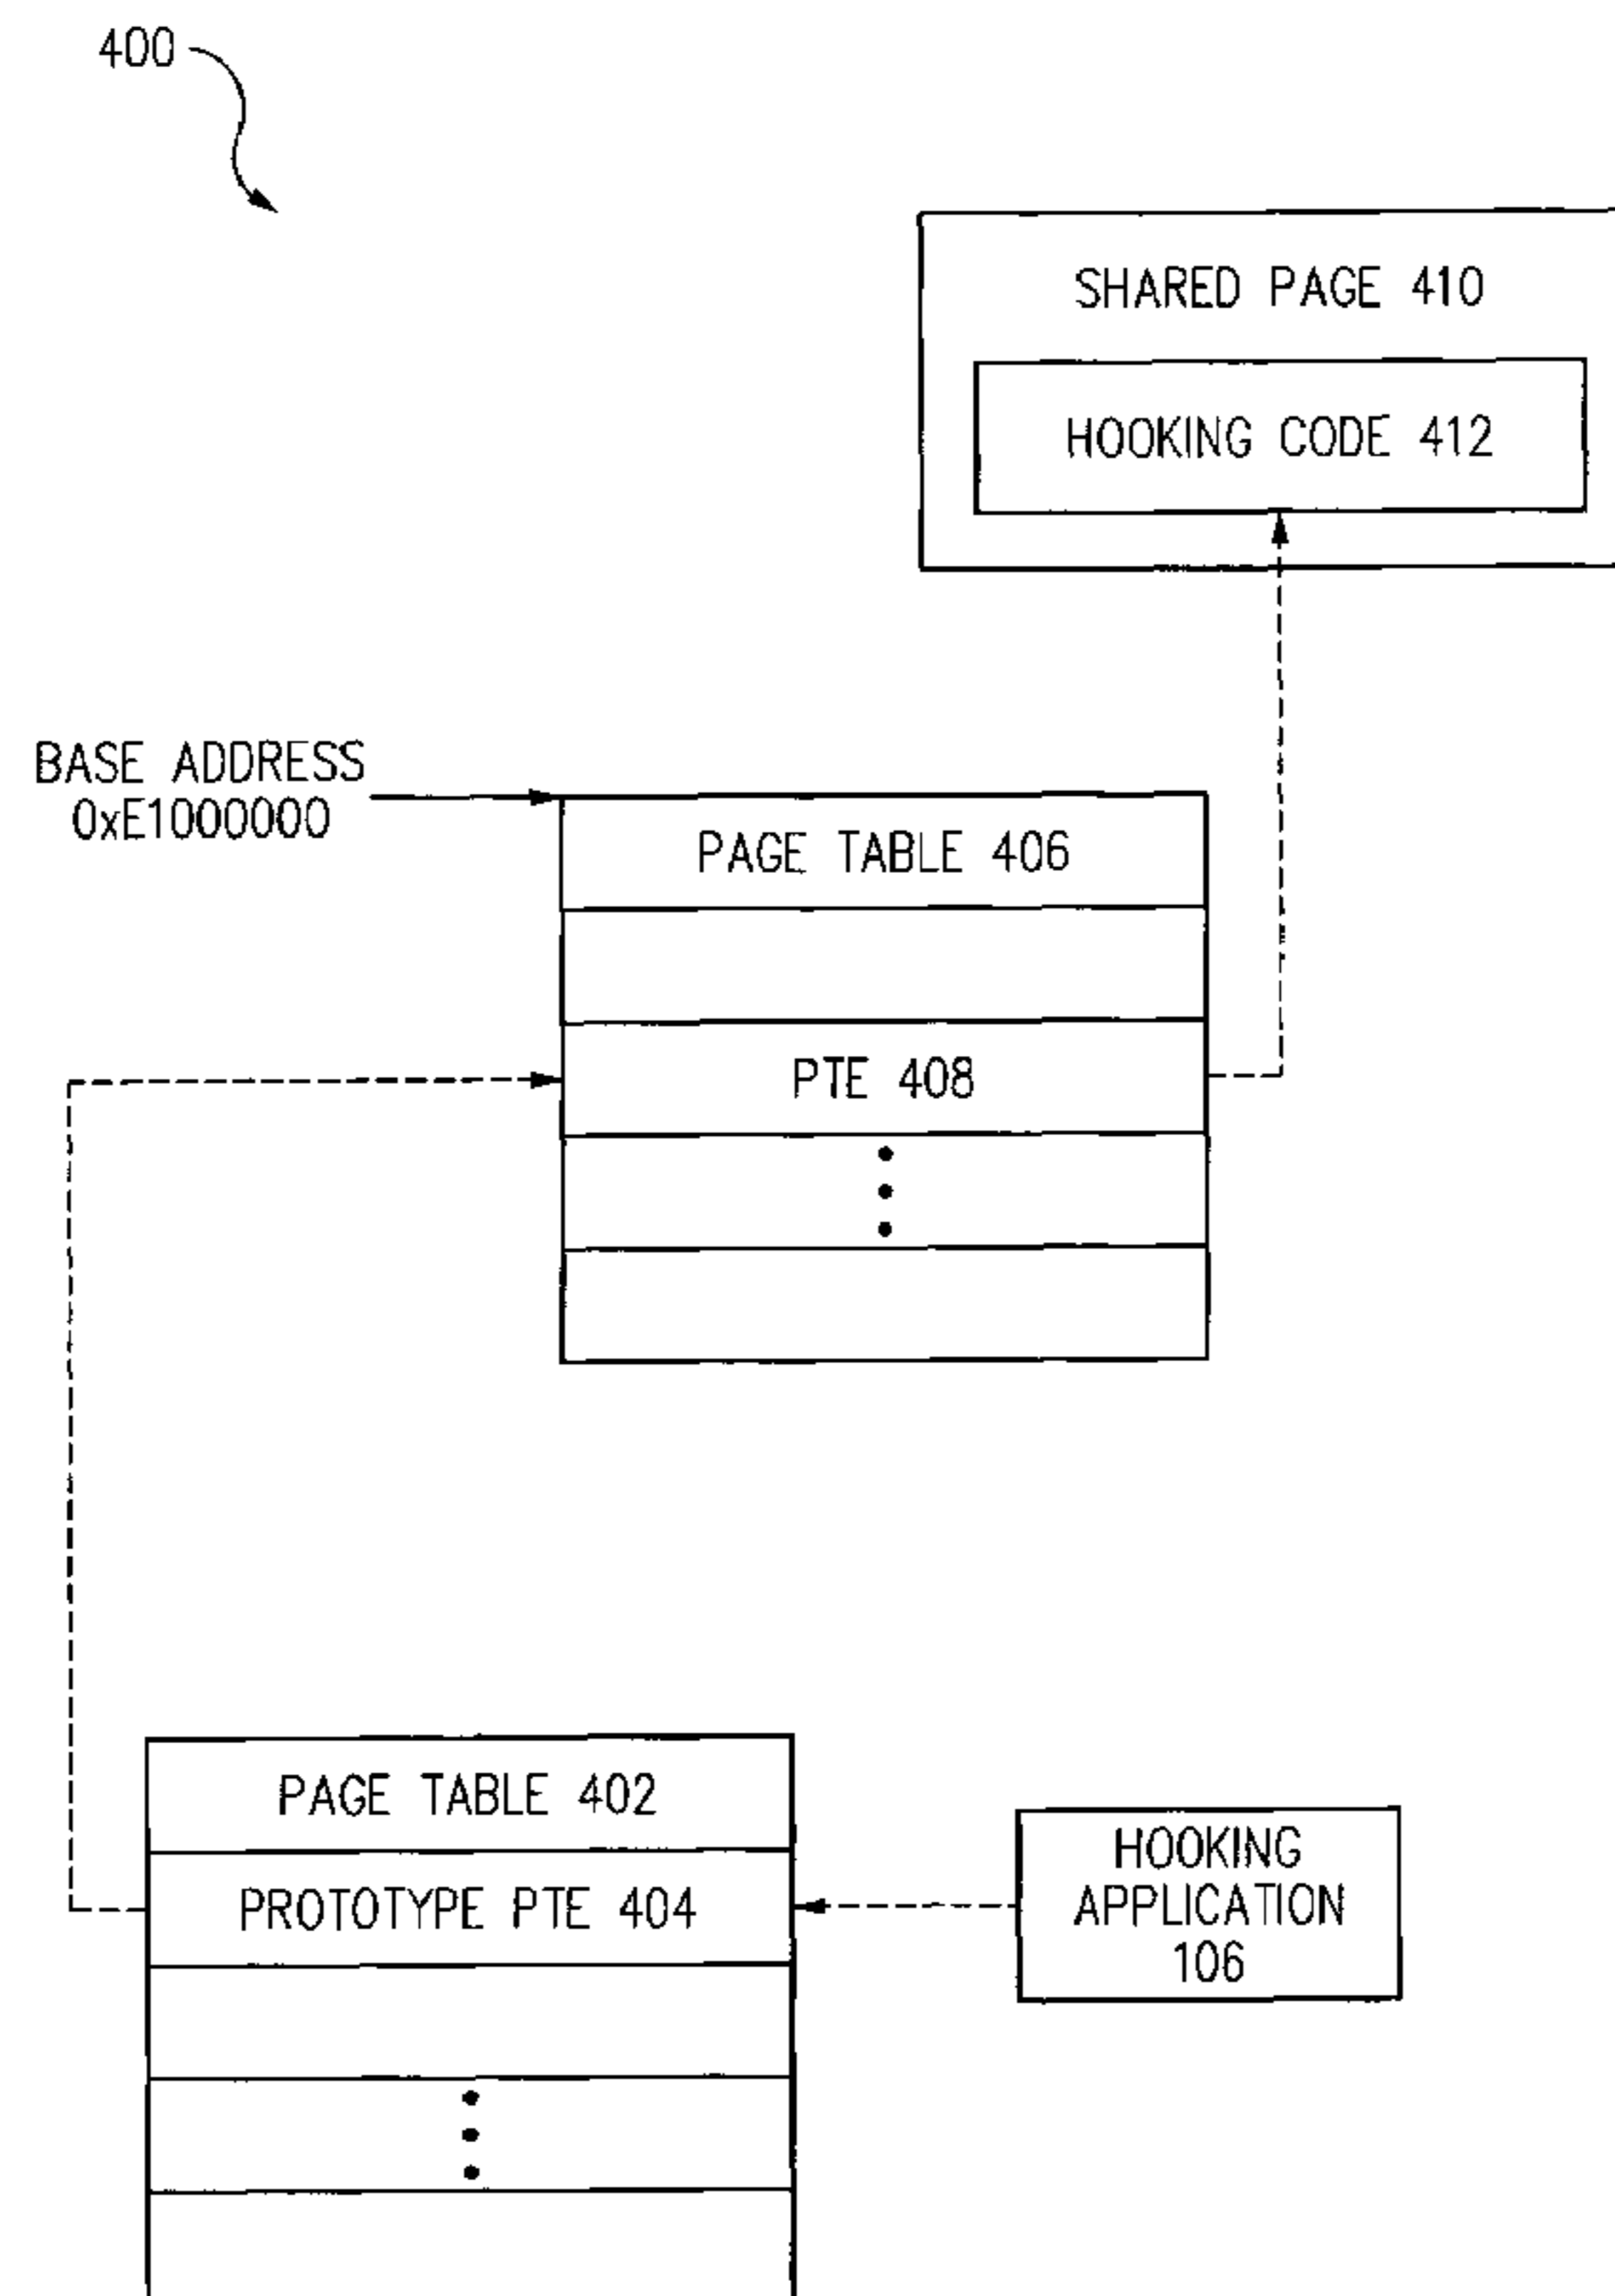 400
SHARED PAGE 410
HOOKING CODE 412
BASE ADDRESS
0xE1000000
PAGE TABLE 406
PTE 408
PAGE TABLE 402
PROTOTYPE PTE 404
HOOKING
APPLICATION
106